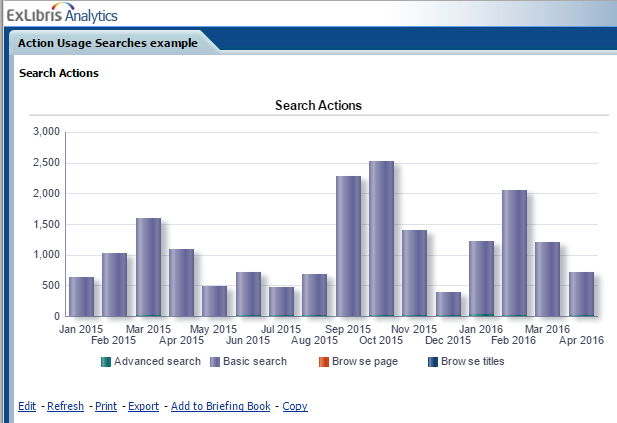 ExLibris Analytics
Action Usage Searches example
Search Actions
Search Actions
3,000
2,500
2,000
1,500
1,000
500
0
Jan 2015 Mar 2015 May 2015 Jul 2015 Sep 2015 Nov 2015 Jan 2016 Mar 2016
Feb 2015 Apr 2015 Jun 2015 Aug 2015 Oct 2015 Dec 2015 Feb 2016 Apr 2016
Advanced search Basic search Browse page Browse titles
Edit - Refresh - Print - Export - Add to Briefing Book - Copy